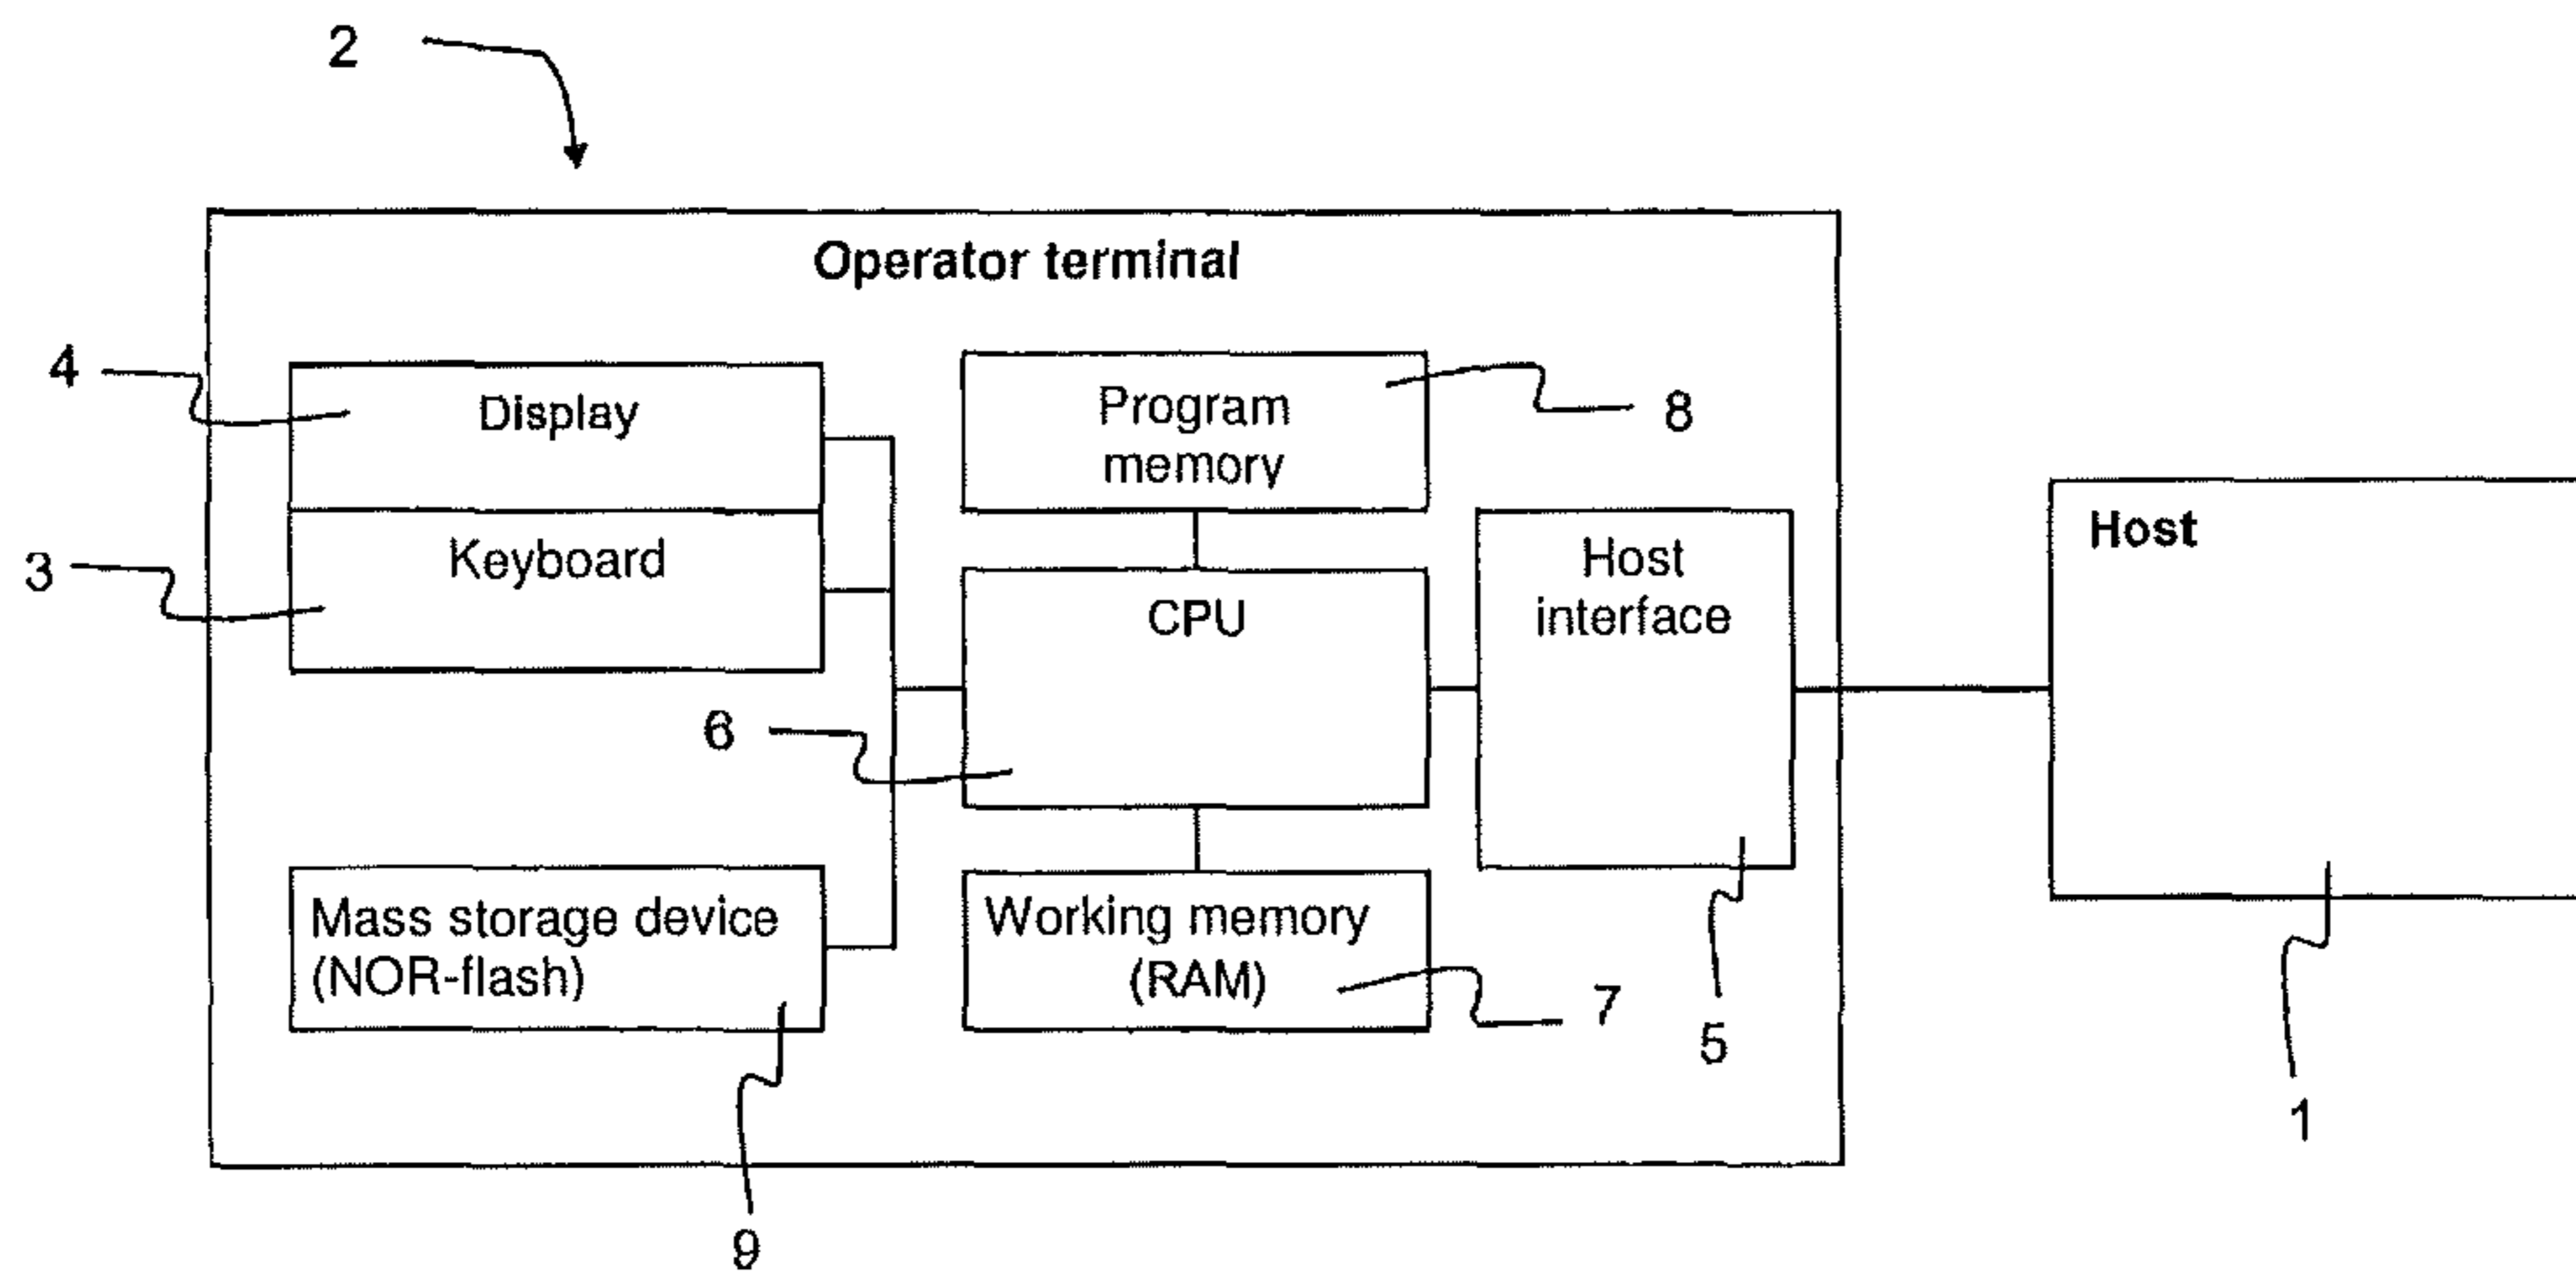 2
Operator terminal
4
Display
Program
memory
8
Host
Keyboard
3
Host
interface
CPU
6
Mass storage device
(NOR-flash)
Working memory
(RAM)
7
5
1
9